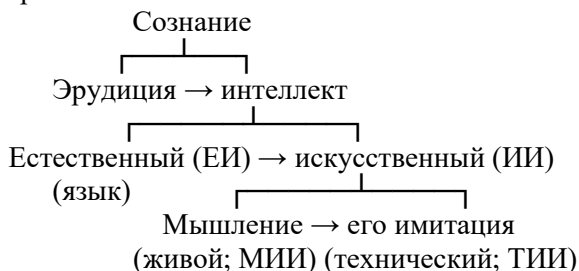 Сознание
Эрудиция → интеллект
Естественный (ЕИ) → искусственный (ИИ)
(язык)
Мышление → его имитация
(живой; МИИ) (технический; ТИИ)